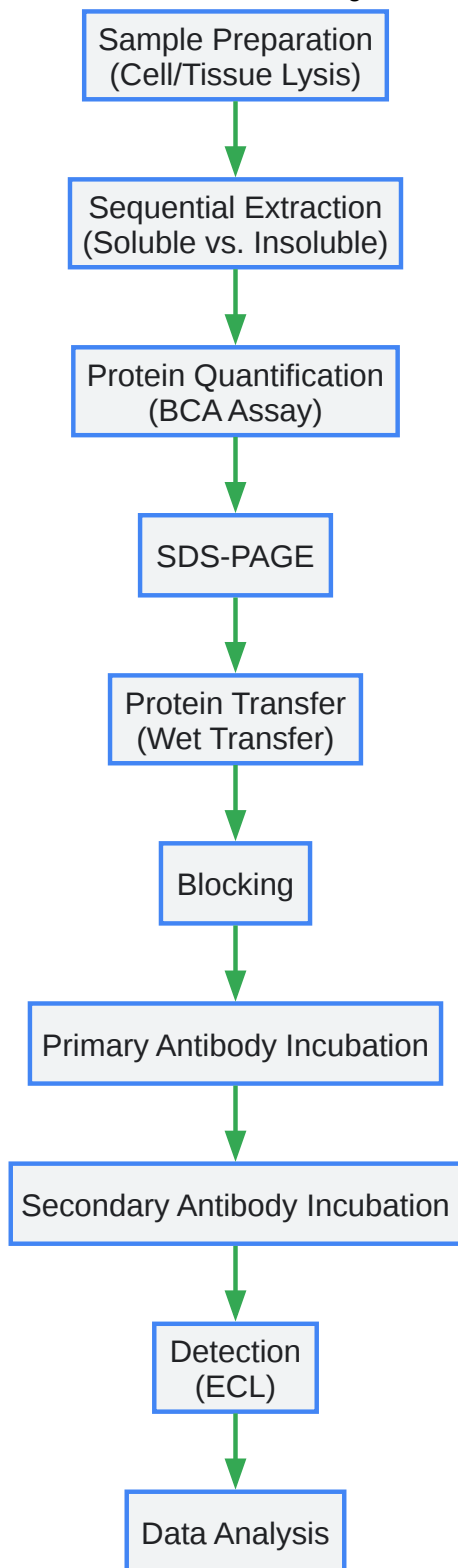 Sample Preparation
(Cell/Tissue Lysis)
Sequential Extraction
(Soluble vs. Insoluble)
Protein Quantification
(BCA Assay)
SDS-PAGE
Protein Transfer
(Wet Transfer)
Blocking
Primary Antibody Incubation
Secondary Antibody Incubation
Detection
(ECL)
Data Analysis